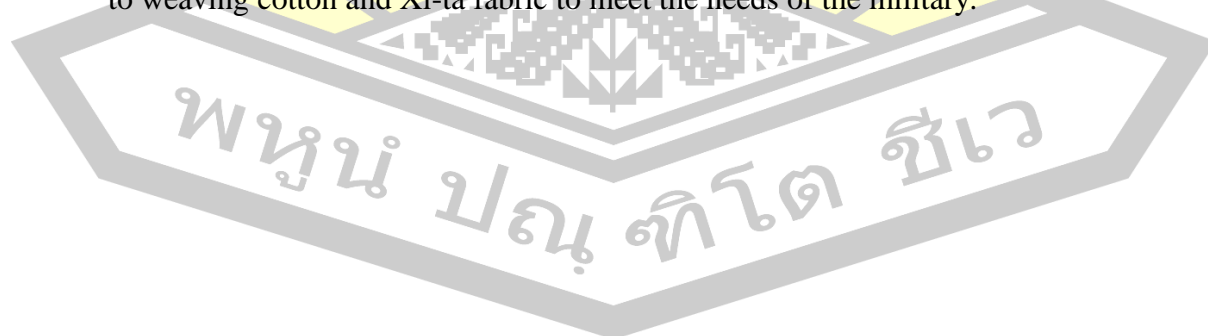 to weaving cotton and Xi-ta fabric to meet the needs of the military.
พหูนํ ปณฺฑิโต ชีเว